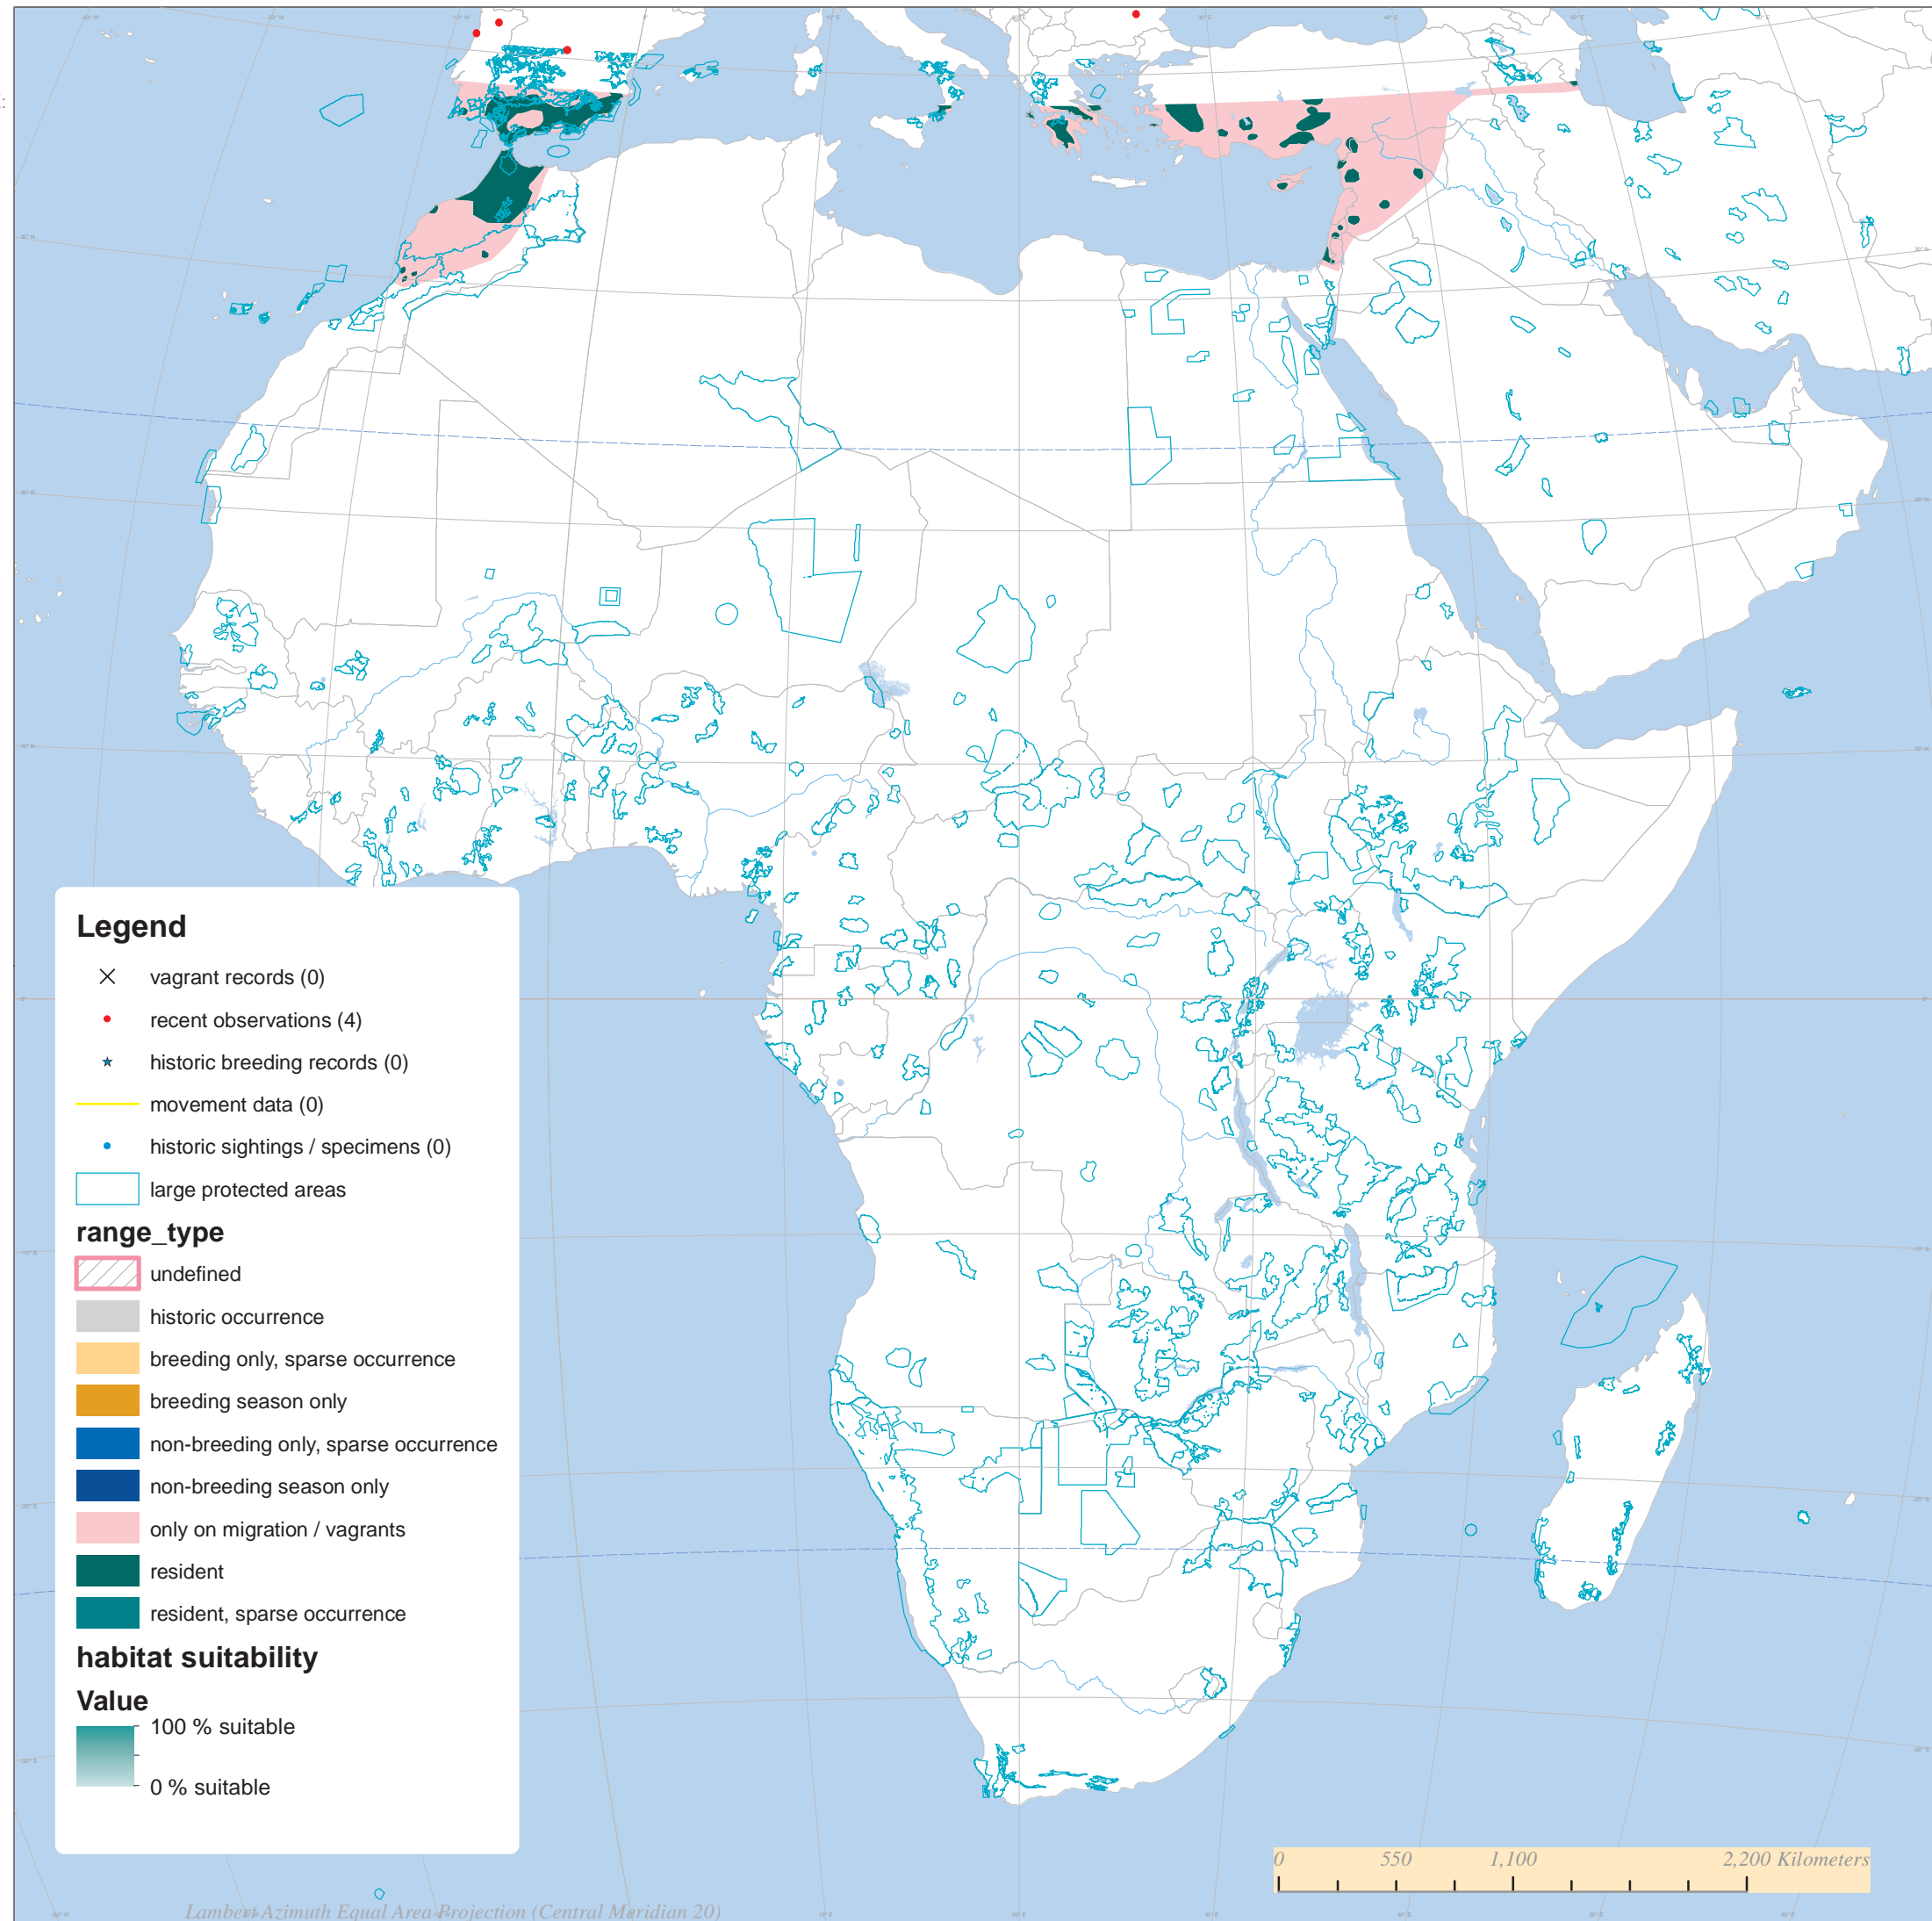 Legend
vagrant records (0)
recent observations (4)
historic breeding records (0)
movement data (0)
historic sightings / specimens (0)
large protected areas
range_type
undefined
historic occurrence
breeding only, sparse occurrence
breeding season only
non-breeding only, sparse occurrence
non-breeding season only
only on migration / vagrants
resident
resident, sparse occurrence
habitat suitability
Value
100 % suitable
0 % suitable
0 550 1,100 2,200 Kilometers
Lambert Azimuth Equal Area Projection (Central Meridian 20)